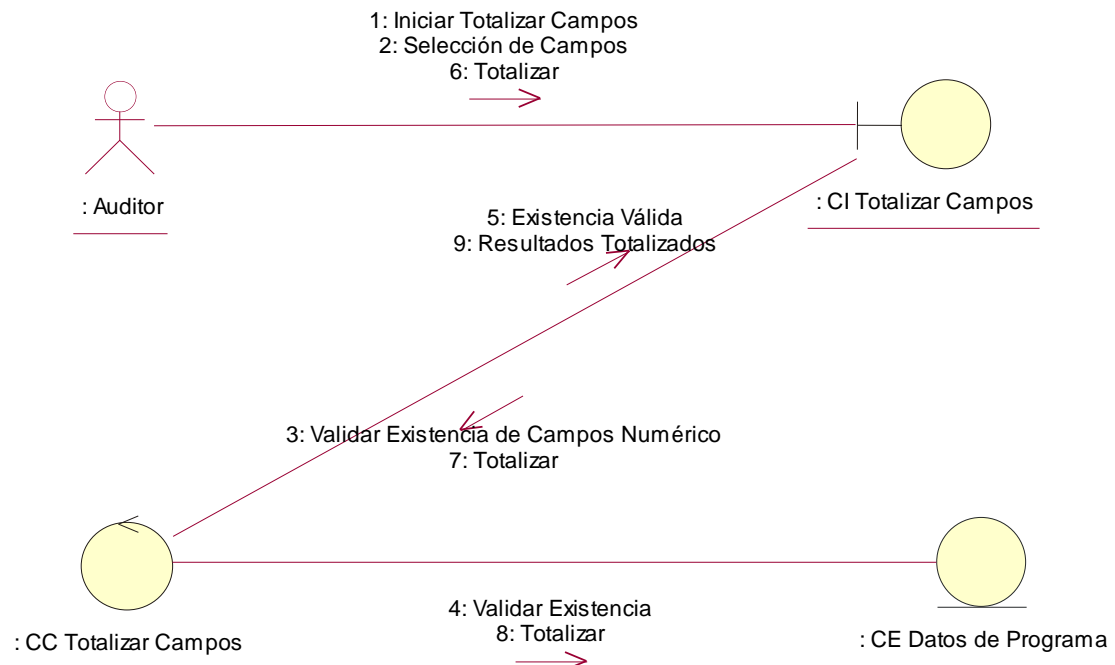 1: Iniciar Totalizar Campos
2: Selección de Campos
6: Totalizar
: Auditor
: CI Totalizar Campos
5: Existencia Válida
9: Resultados Totalizados
3: Validar Existencia de Campos Numérico
7: Totalizar
: CC Totalizar Campos
4: Validar Existencia
8: Totalizar
: CE Datos de Programa